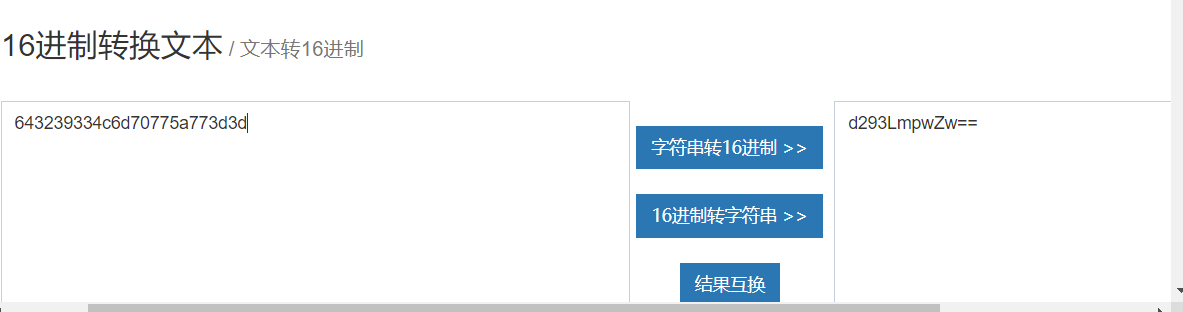 16进制转换文本 / 文本转16进制
643239334c6d70775a773d3d
字符串转16进制 >>
d293LmpwZw==
16进制转字符串 >>
结果互换